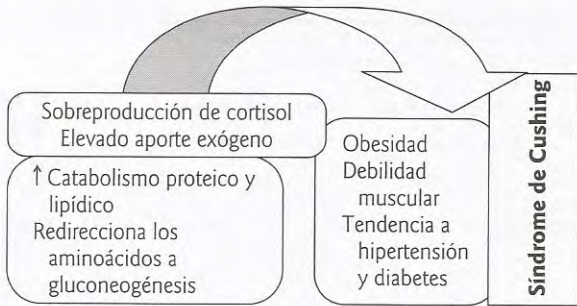 Sobreproducción de cortisol
Elevado aporte exógeno
↑ Catabolismo proteico y
lipídico
Redirecciona los
aminoácidos a
gluconeogénesis
Obesidad
Debilidad
muscular
Tendencia a
hipertensión
y diabetes
Síndrome de Cushing